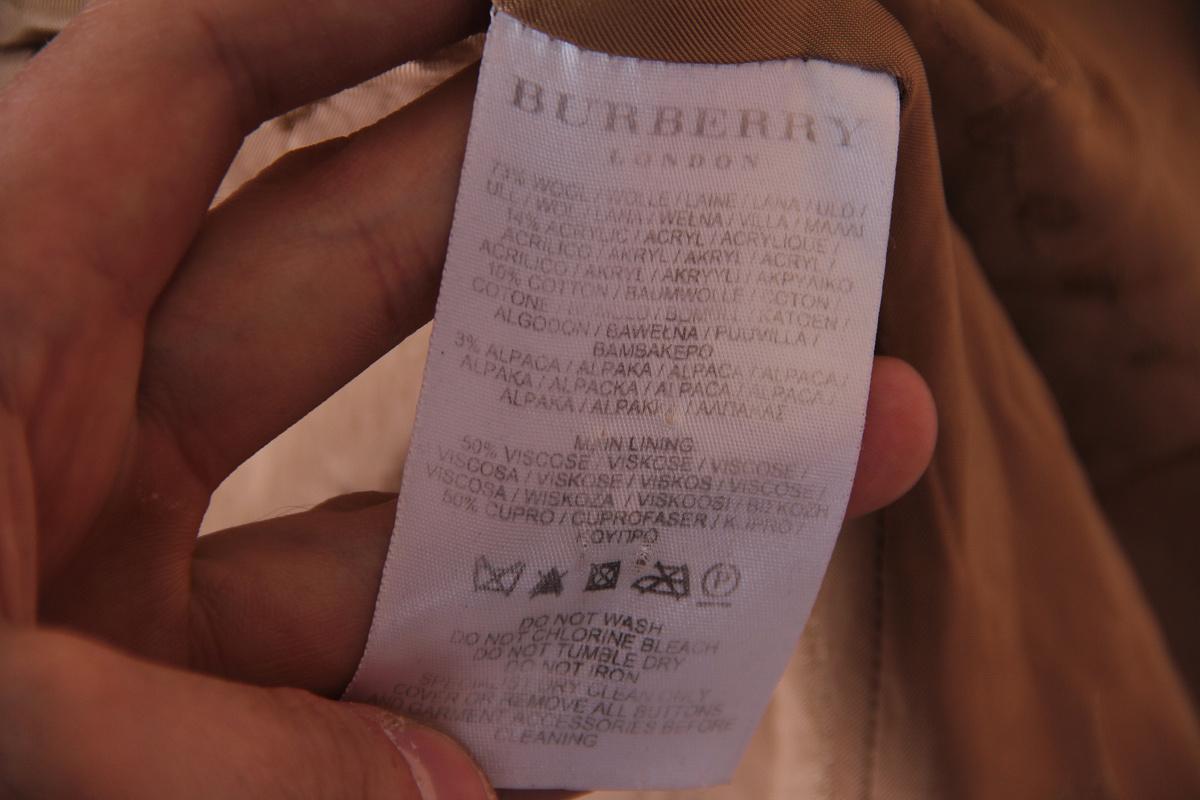 BURBERRY
LONDON
73% WOOL / WOLLE / LAINE / LANA / ULD /
ULL / WOL / LANA / WEŁNA / VILLA / ΜΑΛΛΙ
14% ACRYLIC / ACRYL / ACRYLIQUE /
ACRILICO / AKRYL / AKRYL / ACRYL /
ACRILICO / AKRYL / AKRYYLI / ΑΚΡΥΛΙΚΟ
10% COTTON / BAUMWOLLE / COTON /
COTONE / BOMULD / BOMULL / KATOEN /
ALGODON / BAWEŁNA / PUUVILLA /
ΒΑΜΒΑΚΕΡΟ
3% ALPACA / ALPAKA / ALPACA / ALPACA /
ALPAKA / ALPACKA / ALPACA / ALPACA /
ALPAKA / ALPAKKA / ΑΛΠΑΚΑΣ
MAIN LINING
50% VISCOSE / VISKOSE / VISCOSE /
VISCOSA / VISKOSE / VISKOS / VISCOSE /
VISCOSA / WISKOZA / VISKOOSI / ΒΙΣΚΟΖΗ
50% CUPRO / CUPROFASER / KUPRO /
ΚΟΥΠΡΟ
P
DO NOT WASH
DO NOT CHLORINE BLEACH
DO NOT TUMBLE DRY
DO NOT IRON
SPECIALIST DRY CLEAN ONLY
COVER OR REMOVE ALL BUTTONS
AND GARMENT ACCESSORIES BEFORE
CLEANING